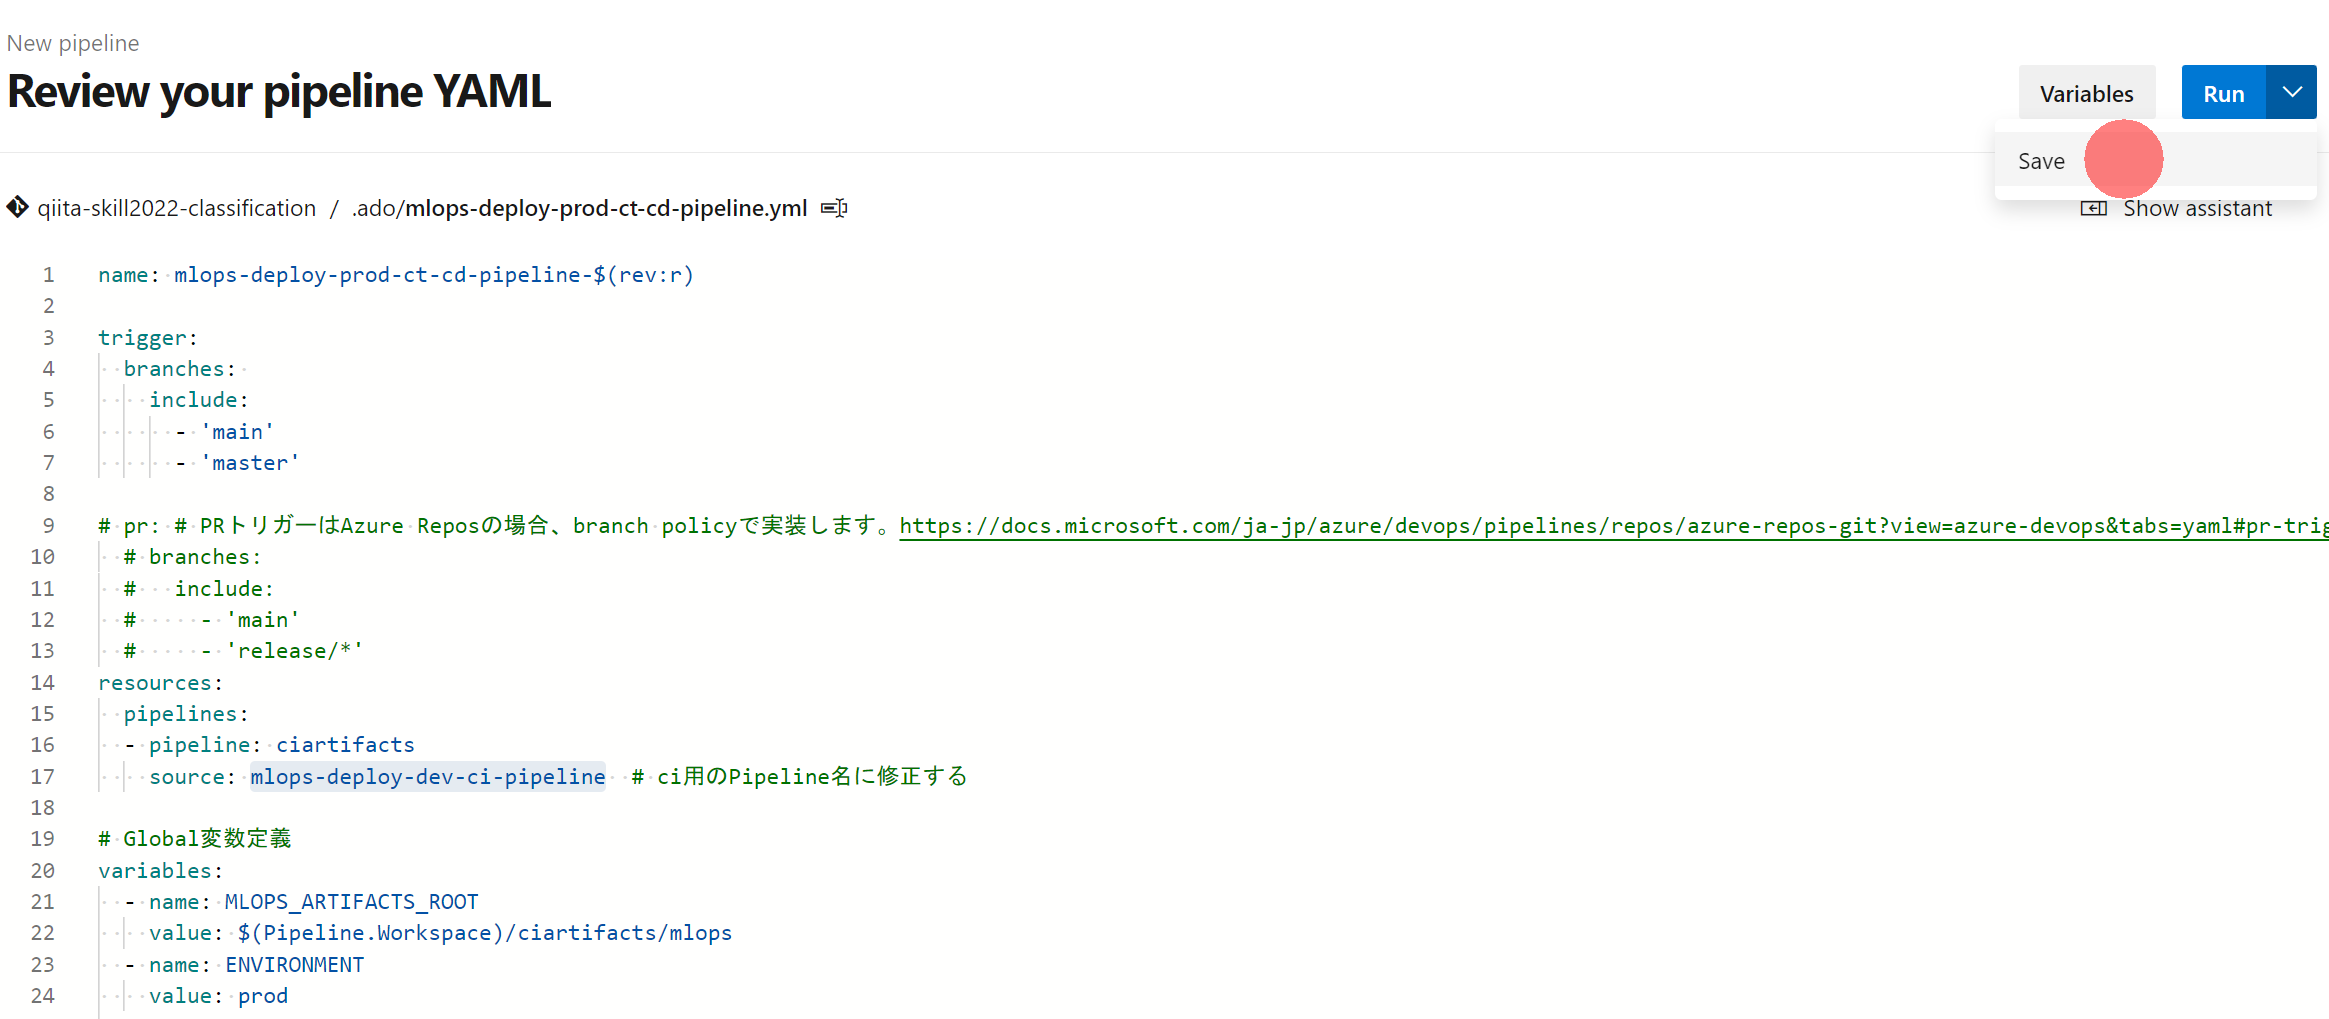 New pipeline
Review your pipeline YAML
Variables
Run
Save
qiita-skill2022-classification / .ado/mlops-deploy-prod-ct-cd-pipeline.yml
Show assistant
1 name: mlops-deploy-prod-ct-cd-pipeline-$(rev:r)
2
3 trigger:
4 branches:
5 include:
6 - 'main'
7 - 'master'
8
9 # pr: # PRトリガーはAzure Reposの場合、branch policyで実装します。https://docs.microsoft.com/ja-jp/azure/devops/pipelines/repos/azure-repos-git?view=azure-devops&tabs=yaml#pr-trig
10 # branches:
11 # include:
12 # - 'main'
13 # - 'release/*'
14 resources:
15 pipelines:
16 - pipeline: ciartifacts
17 source: mlops-deploy-dev-ci-pipeline # ci用のPipeline名に修正する
18
19 # Global変数定義
20 variables:
21 - name: MLOPS_ARTIFACTS_ROOT
22 value: $(Pipeline.Workspace)/ciartifacts/mlops
23 - name: ENVIRONMENT
24 value: prod